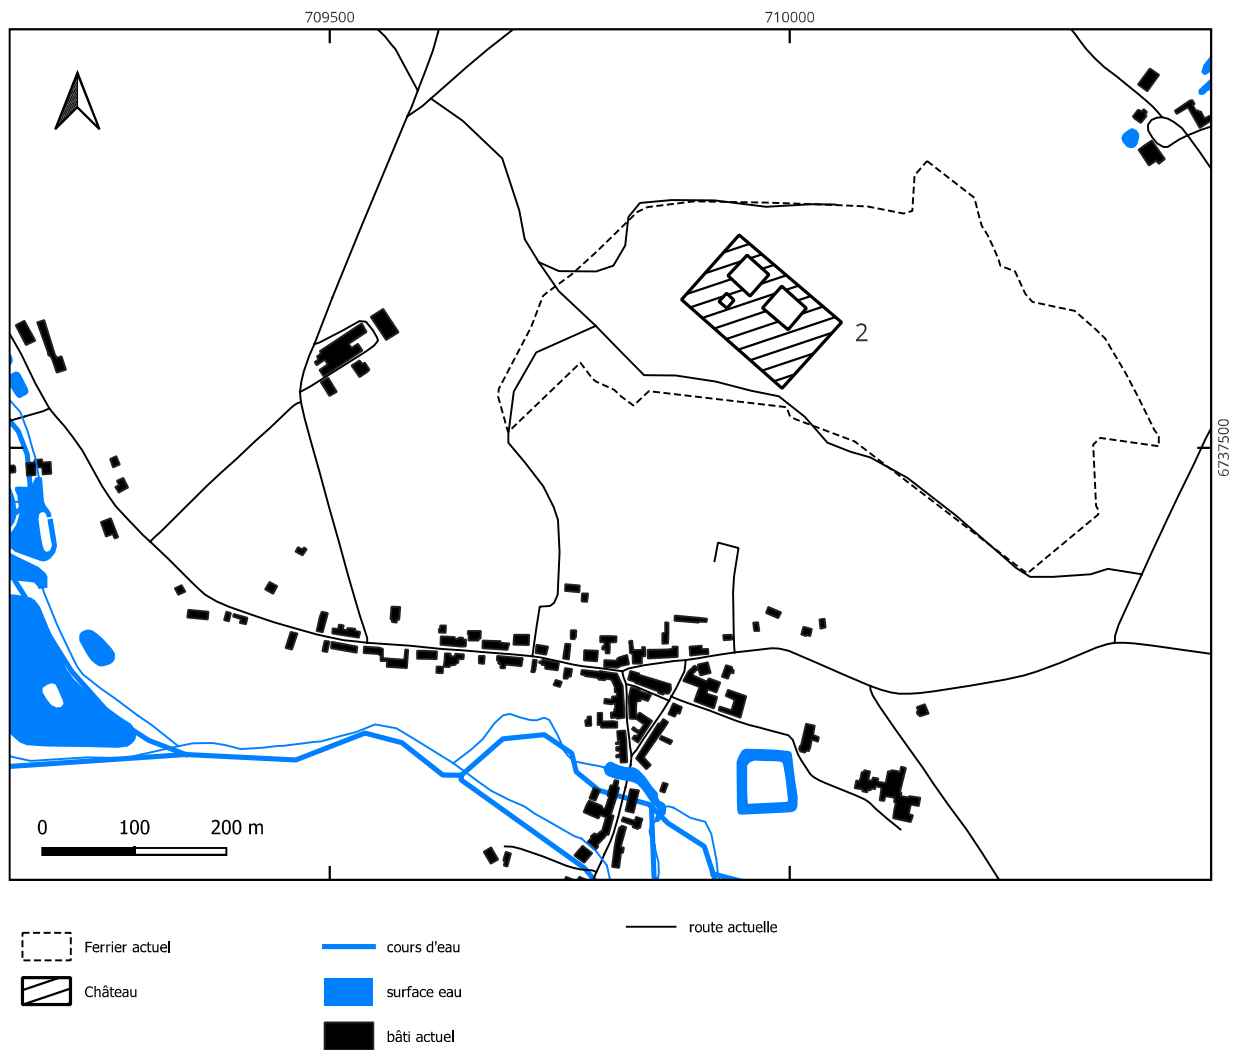 709500
710000
2
6737500
0 100 200 m
route actuelle
Ferrier actuel
cours d'eau
Château
surface eau
bâti actuel